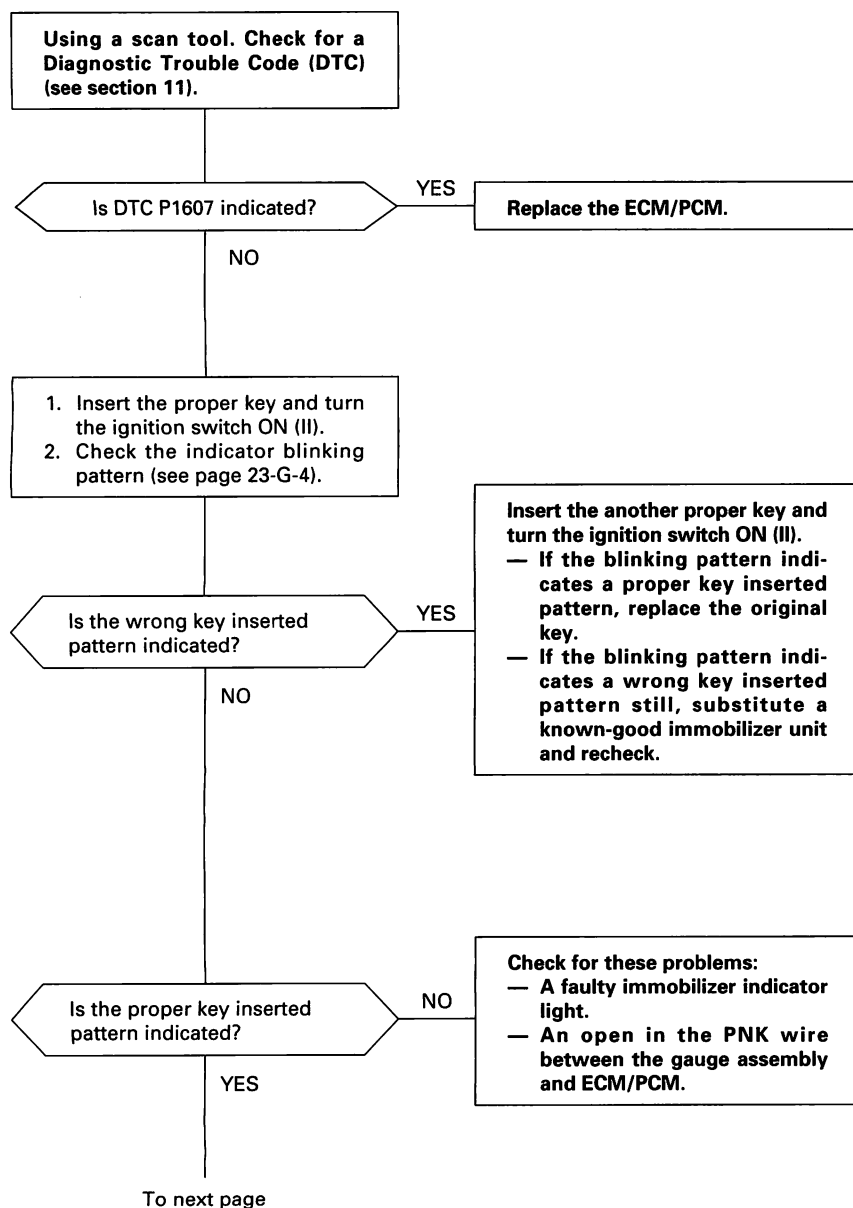 Using a scan tool. Check for a
Diagnostic Trouble Code (DTC)
(see section 11).
Is DTC P1607 indicated?
YES
Replace the ECM/PCM.
NO
1. Insert the proper key and turn
the ignition switch ON (II).
2. Check the indicator blinking
pattern (see page 23-G-4).
Is the wrong key inserted
pattern indicated?
YES
Insert the another proper key and
turn the ignition switch ON (II).
— If the blinking pattern indi-
cates a proper key inserted
pattern, replace the original
key.
— If the blinking pattern indi-
cates a wrong key inserted
pattern still, substitute a
known-good immobilizer unit
and recheck.
NO
Is the proper key inserted
pattern indicated?
NO
Check for these problems:
— A faulty immobilizer indicator
light.
— An open in the PNK wire
between the gauge assembly
and ECM/PCM.
YES
To next page